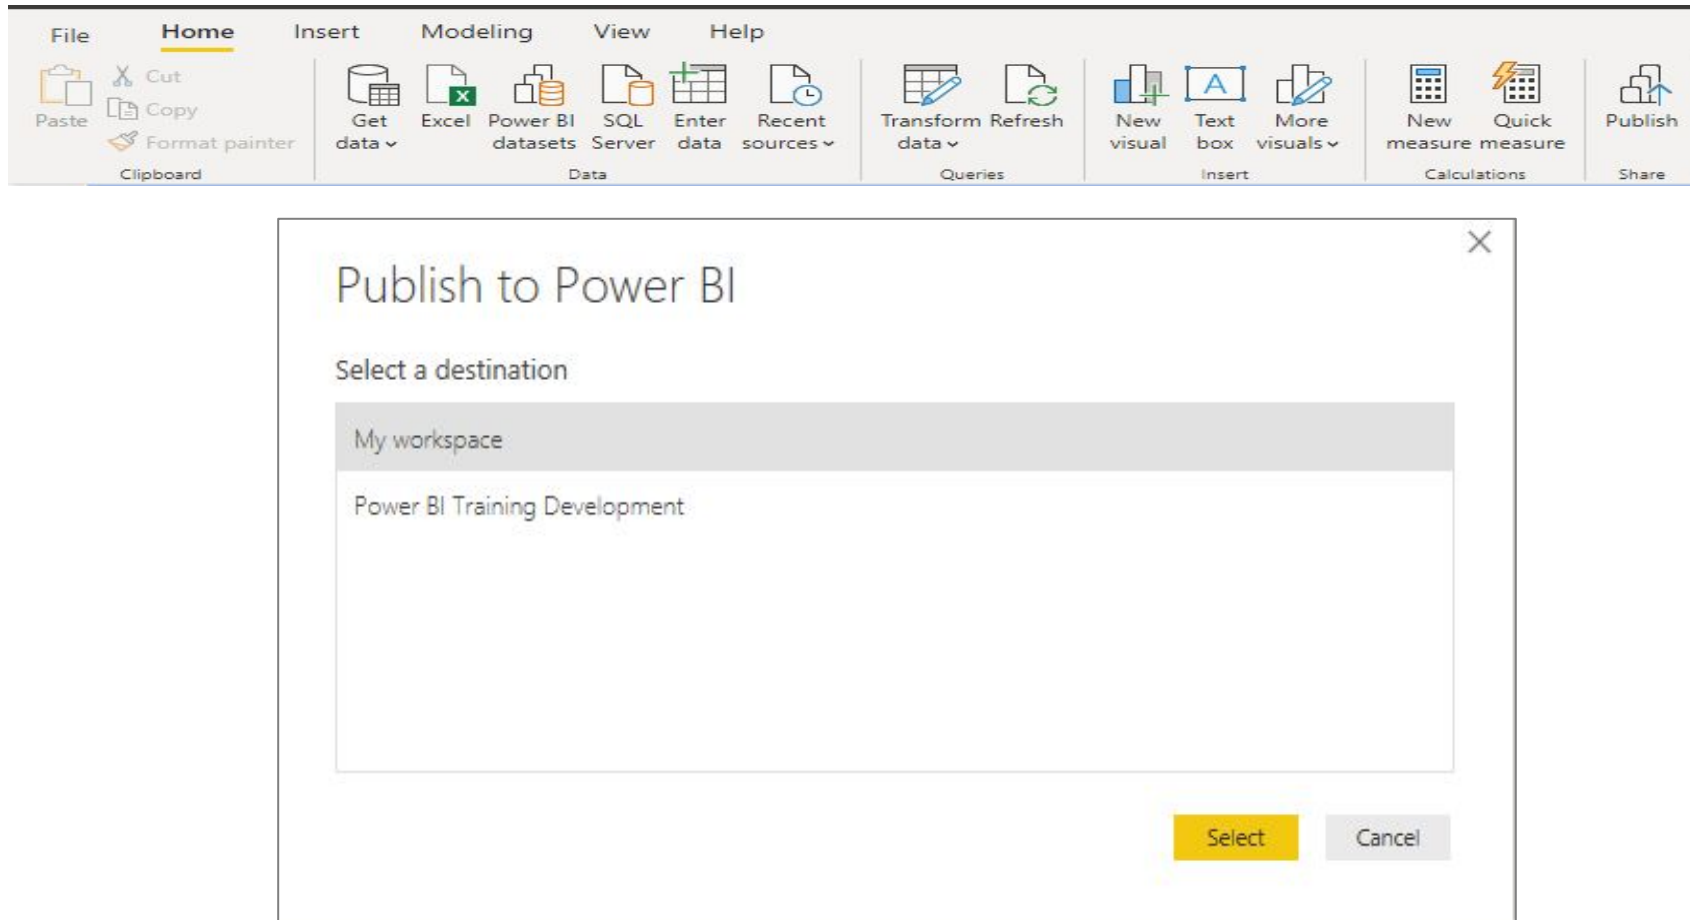 File Home Insert Modeling View Help
Paste
Cut
Copy
Format painter
Clipboard
Get data
Excel
Power BI datasets
SQL Server
Enter data
Recent sources
Data
Transform data
Refresh
Queries
New visual
A
Text box
More visuals
Insert
New measure
Quick measure
Calculations
Publish
Share
Publish to Power BI
Select a destination
My workspace
Power BI Training Development
Select Cancel